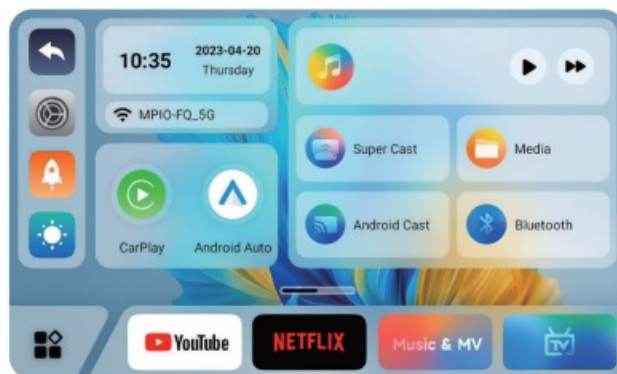 10:35
2023-04-20
Thursday
MPIO-FQ_5G
CarPlay
Android Auto
Super Cast
Media
Android Cast
Bluetooth
YouTube
NETFLIX
Music & MV
TV